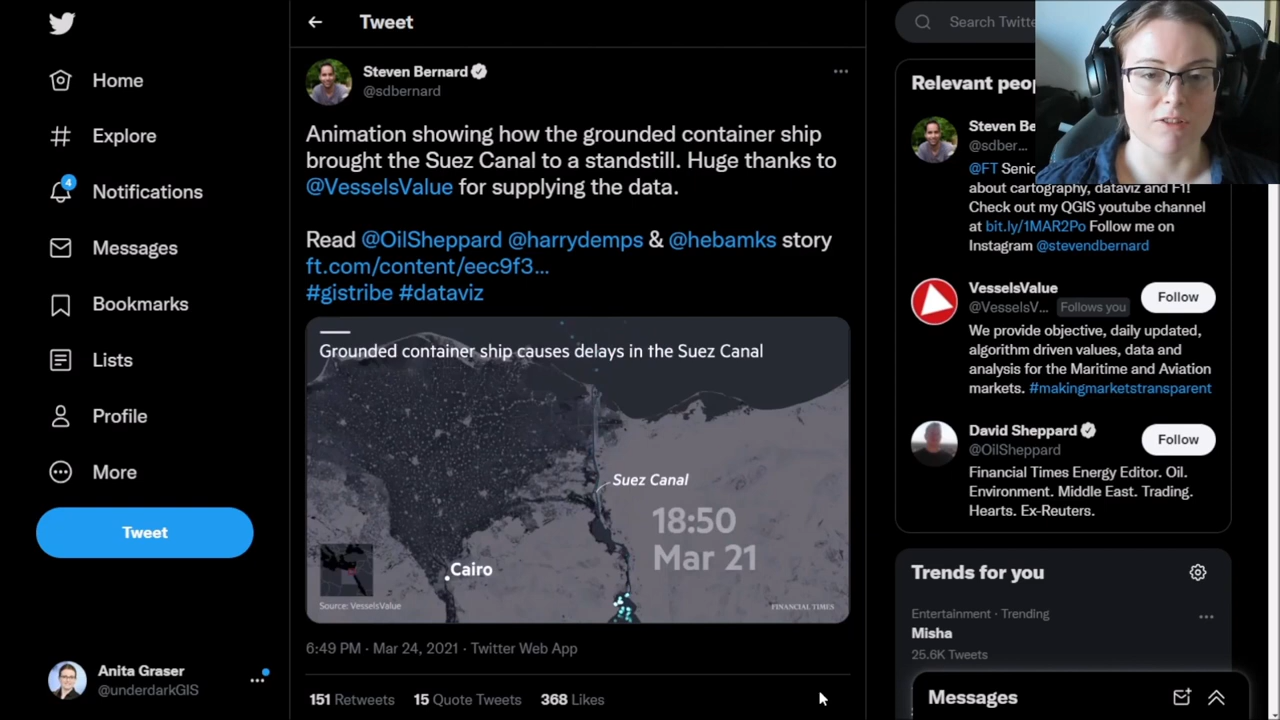 Home
Explore
4
Notifications
Messages
Bookmarks
Lists
Profile
More
Tweet
Anita Graser
@underdarkGIS
Tweet
Steven Bernard
@sdbernard
Animation showing how the grounded container ship
brought the Suez Canal to a standstill. Huge thanks to
@VesselsValue for supplying the data.
Read @OilSheppard @harrydemps & @hebamks story
ft.com/content/eec9f3…
#gistribe #dataviz
Grounded container ship causes delays in the Suez Canal
Suez Canal
18:50
Mar 21
Cairo
Source: VesselsValue
FINANCIAL TIMES
6:49 PM · Mar 24, 2021 · Twitter Web App
151 Retweets 15 Quote Tweets 368 Likes
Search Twitte
Relevant peop
Steven Be
@sdber...
@FT Senic
about cartography, dataviz and F1!
Check out my QGIS youtube channel
at bit.ly/1MAR2Po Follow me on
Instagram @stevendbernard
VesselsValue
@VesselsV... Follows you
Follow
We provide objective, daily updated,
algorithm driven values, data and
analysis for the Maritime and Aviation
markets. #makingmarketstransparent
David Sheppard
@OilSheppard
Follow
Financial Times Energy Editor. Oil.
Environment. Middle East. Trading.
Hearts. Ex-Reuters.
Trends for you
Entertainment · Trending
Misha
25.6K Tweets
Messages